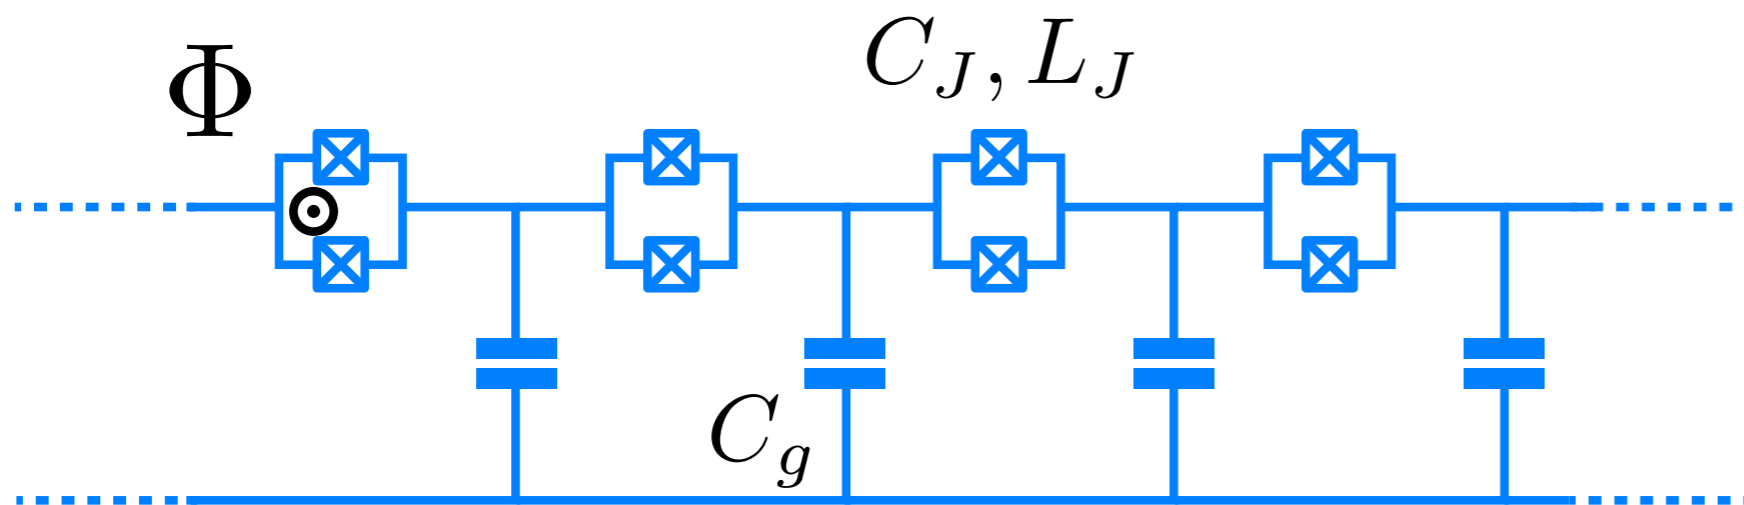 Φ
C_J, L_J
C_g